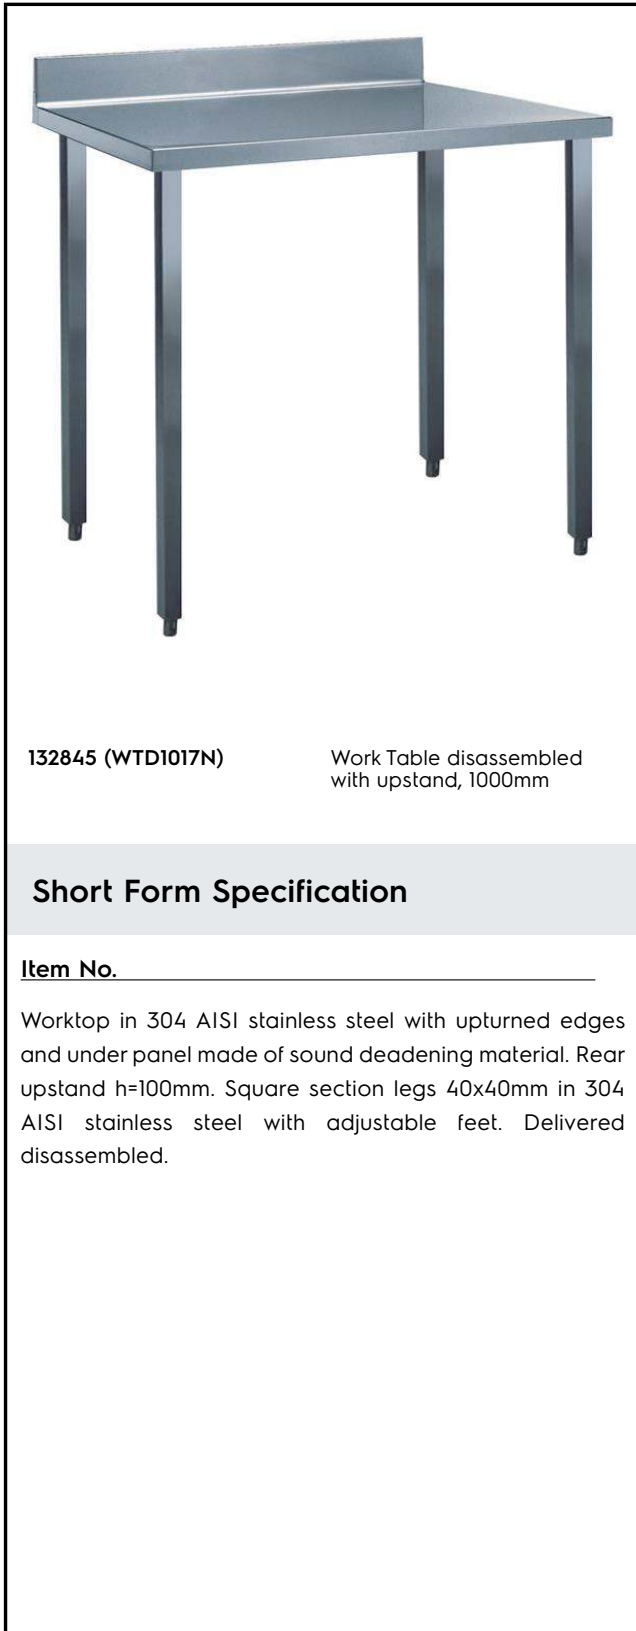 132845 (WTD1017N)
Work Table disassembled
with upstand, 1000mm
Short Form Specification
Item No.
Worktop in 304 AISI stainless steel with upturned edges
and under panel made of sound deadening material. Rear
upstand h=100mm. Square section legs 40x40mm in 304
AISI stainless steel with adjustable feet. Delivered
disassembled.